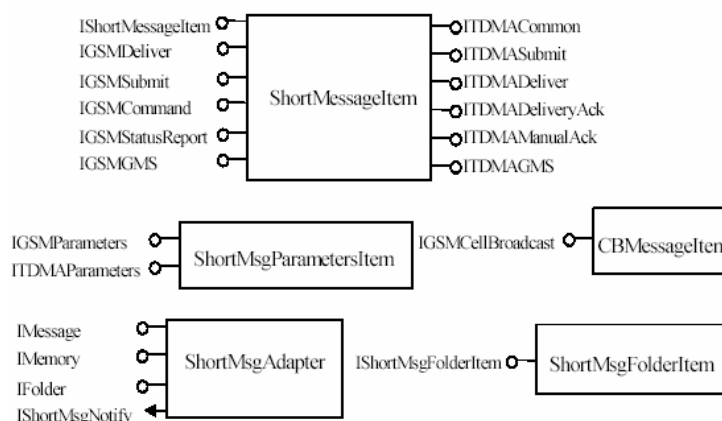 IShortMessageItem
IGSMDeliver
IGSMSubmit
IGSMCommand
IGSMStatusReport
IGSMGMS
ShortMessageItem
ITDMACommon
ITDMASubmit
ITDMADeliver
ITDMADeliveryAck
ITDMAManualAck
ITDMAGMS
IGSMParameters
ITDMAParameters
ShortMsgParametersItem
IGSMCellBroadcast
CBMessageItem
IMessage
IMemory
IFolder
IShortMsgNotify
ShortMsgAdapter
IShortMsgFolderItem
ShortMsgFolderItem